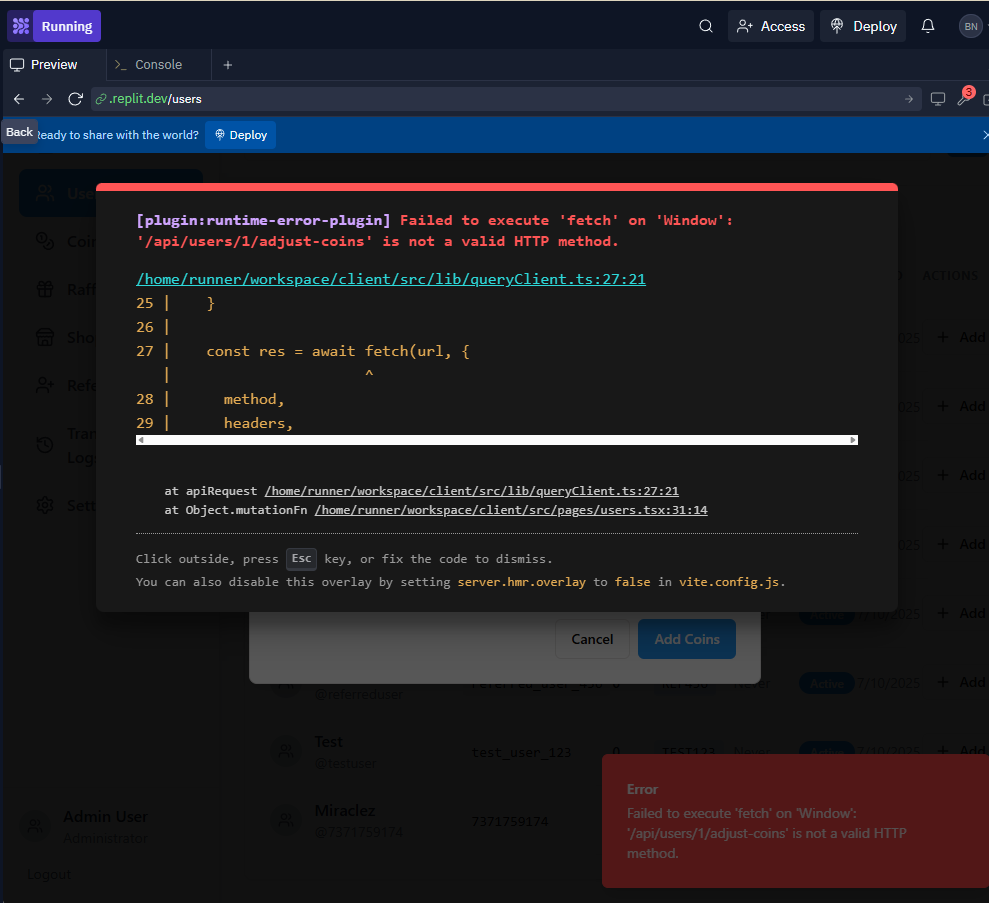 Running
Access
Deploy
BN
Preview
Console
.replit.dev/users
3
Back
Ready to share with the world?
Deploy
[plugin:runtime-error-plugin] Failed to execute 'fetch' on 'Window':
'/api/users/1/adjust-coins' is not a valid HTTP method.
/home/runner/workspace/client/src/lib/queryClient.ts:27:21
25 |    }
26 |
27 |    const res = await fetch(url, {
|                      ^
28 |      method,
29 |      headers,
at apiRequest /home/runner/workspace/client/src/lib/queryClient.ts:27:21
at Object.mutationFn /home/runner/workspace/client/src/pages/users.tsx:31:14
Click outside, press Esc key, or fix the code to dismiss.
You can also disable this overlay by setting server.hmr.overlay to false in vite.config.js.
ACTIONS
+ Add
+ Add
+ Add
+ Add
+ Add
Cancel
Add Coins
Active 7/10/2025 + Add
@referreduser
Test
@testuser
test_user_123 0 TEST123 Never Active 7/10/2025 + Add
Miraclez
@7371759174
7371759174
Error
Failed to execute 'fetch' on 'Window':
'/api/users/1/adjust-coins' is not a valid HTTP
method.
Admin User
Administrator
Logout